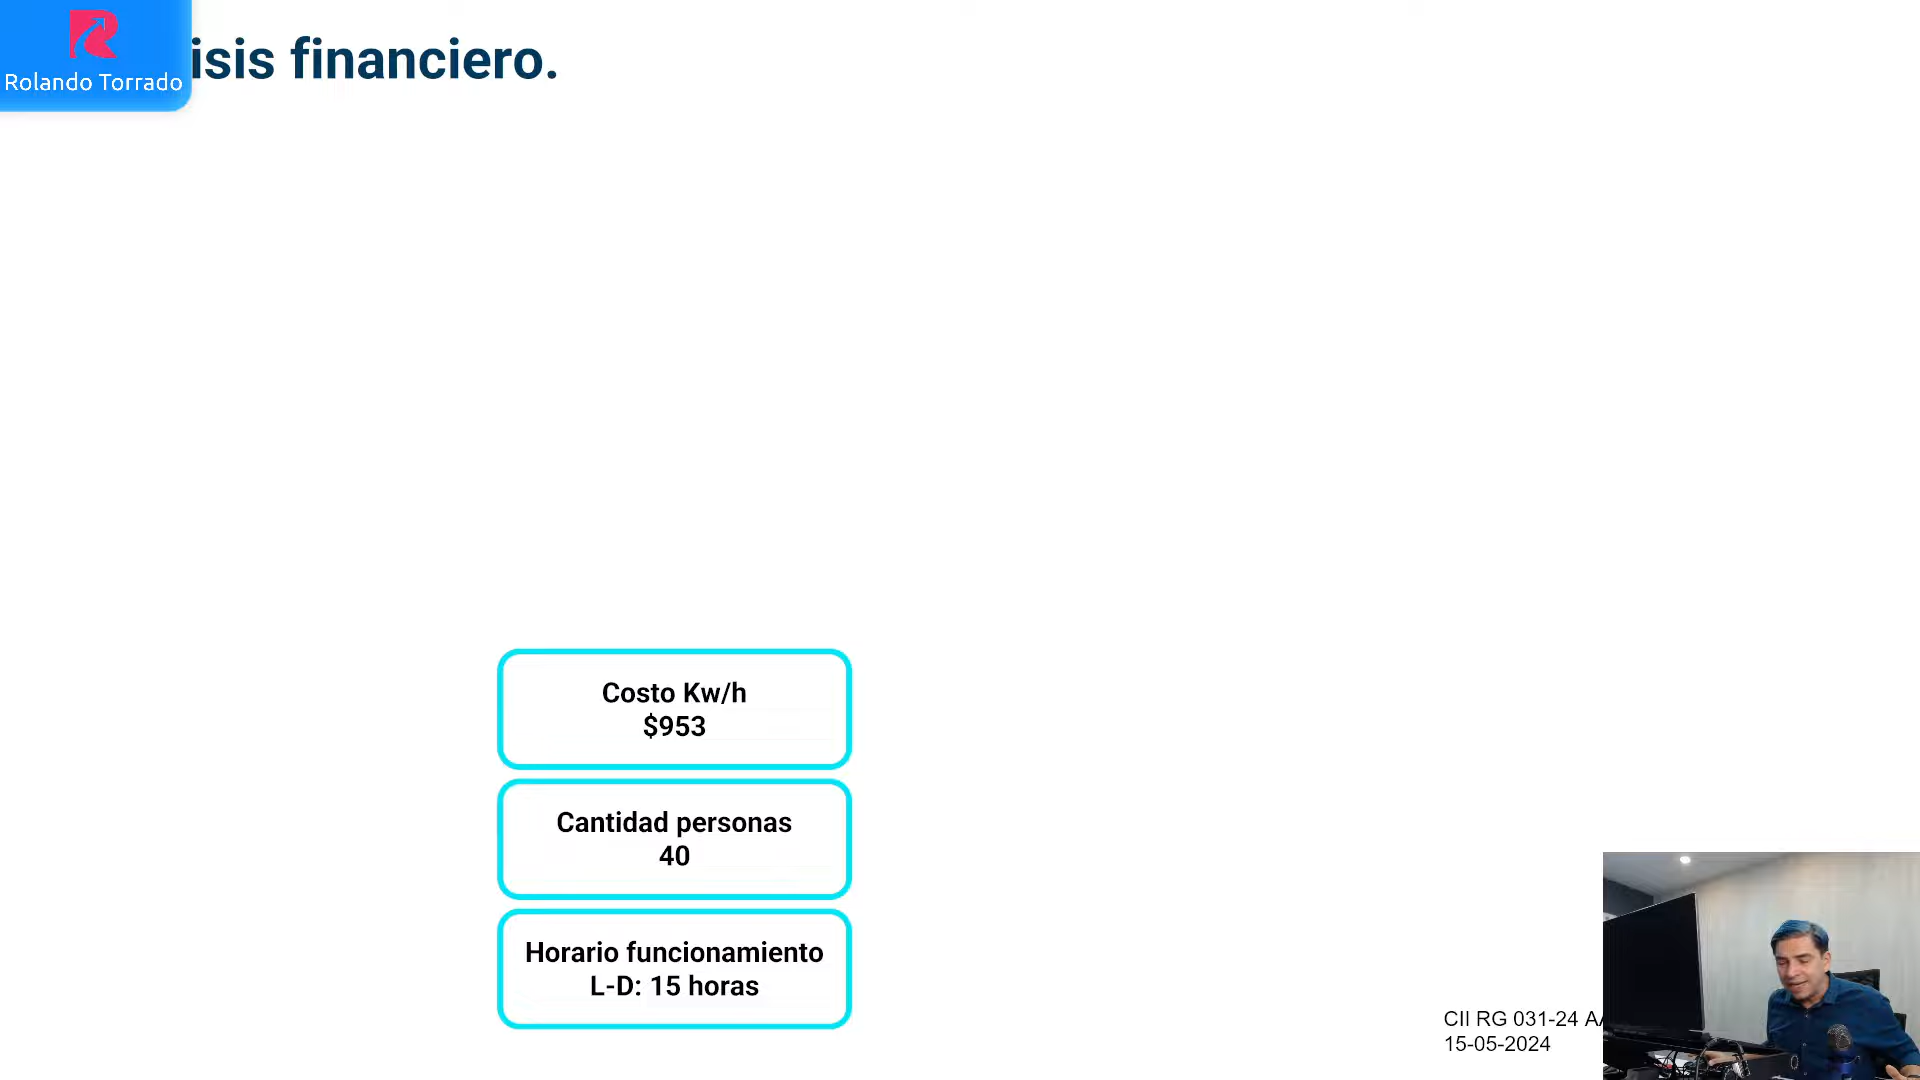 Rolando Torrado
isis financiero.
Costo Kw/h
$953
Cantidad personas
40
Horario funcionamiento
L-D: 15 horas
CII RG 031-24
15-05-2024